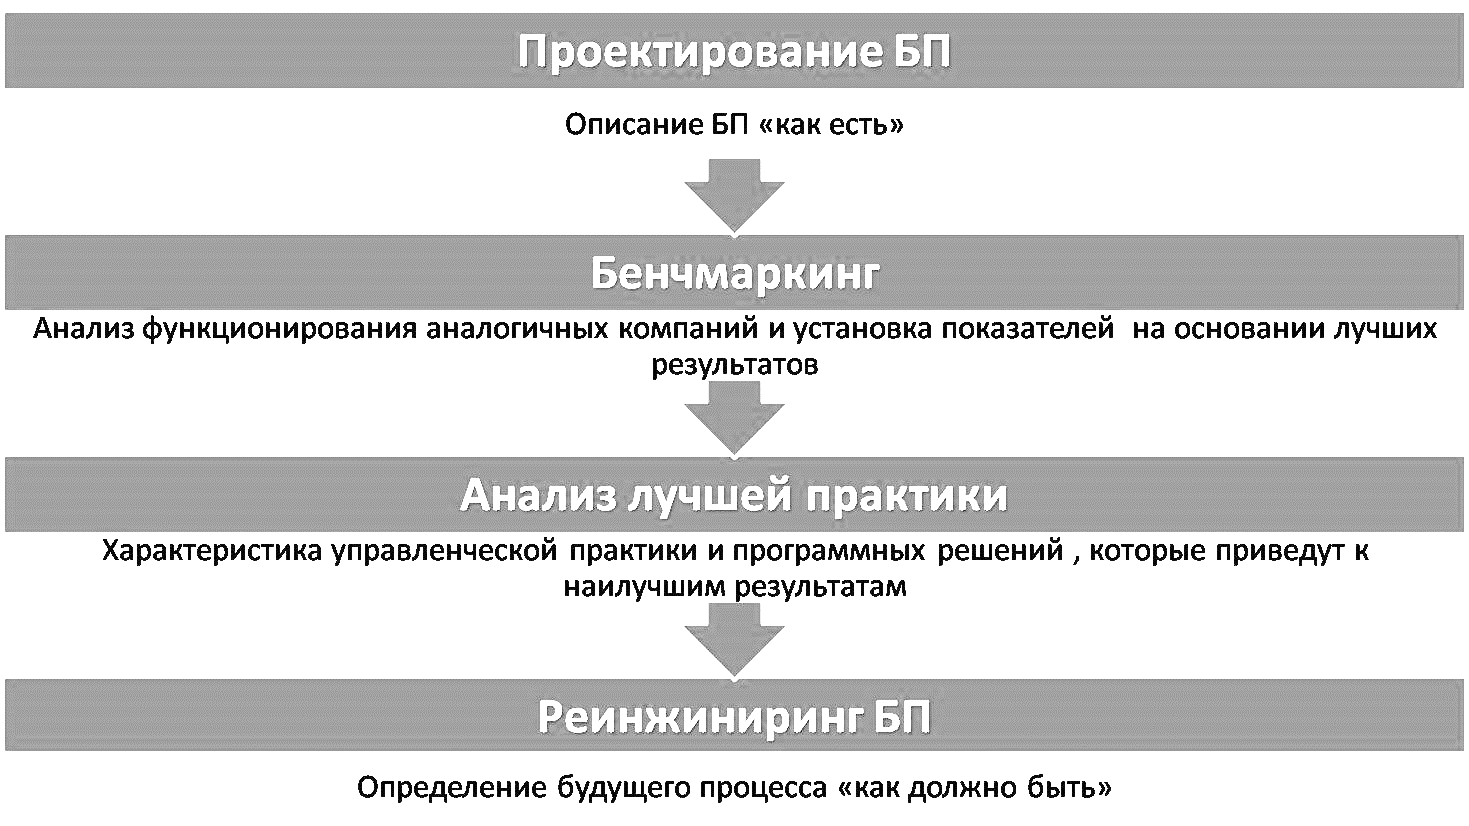 Проектирование БП
Описание БП «как есть»
Бенчмаркинг
Анализ функционирования аналогичных компаний и установка показателей на основании лучших
результатов
Анализ лучшей практики
Характеристика управленческой практики и программных решений , которые приведут к
наилучшим результатам
Реинжиниринг БП
Определение будущего процесса «как должно быть»